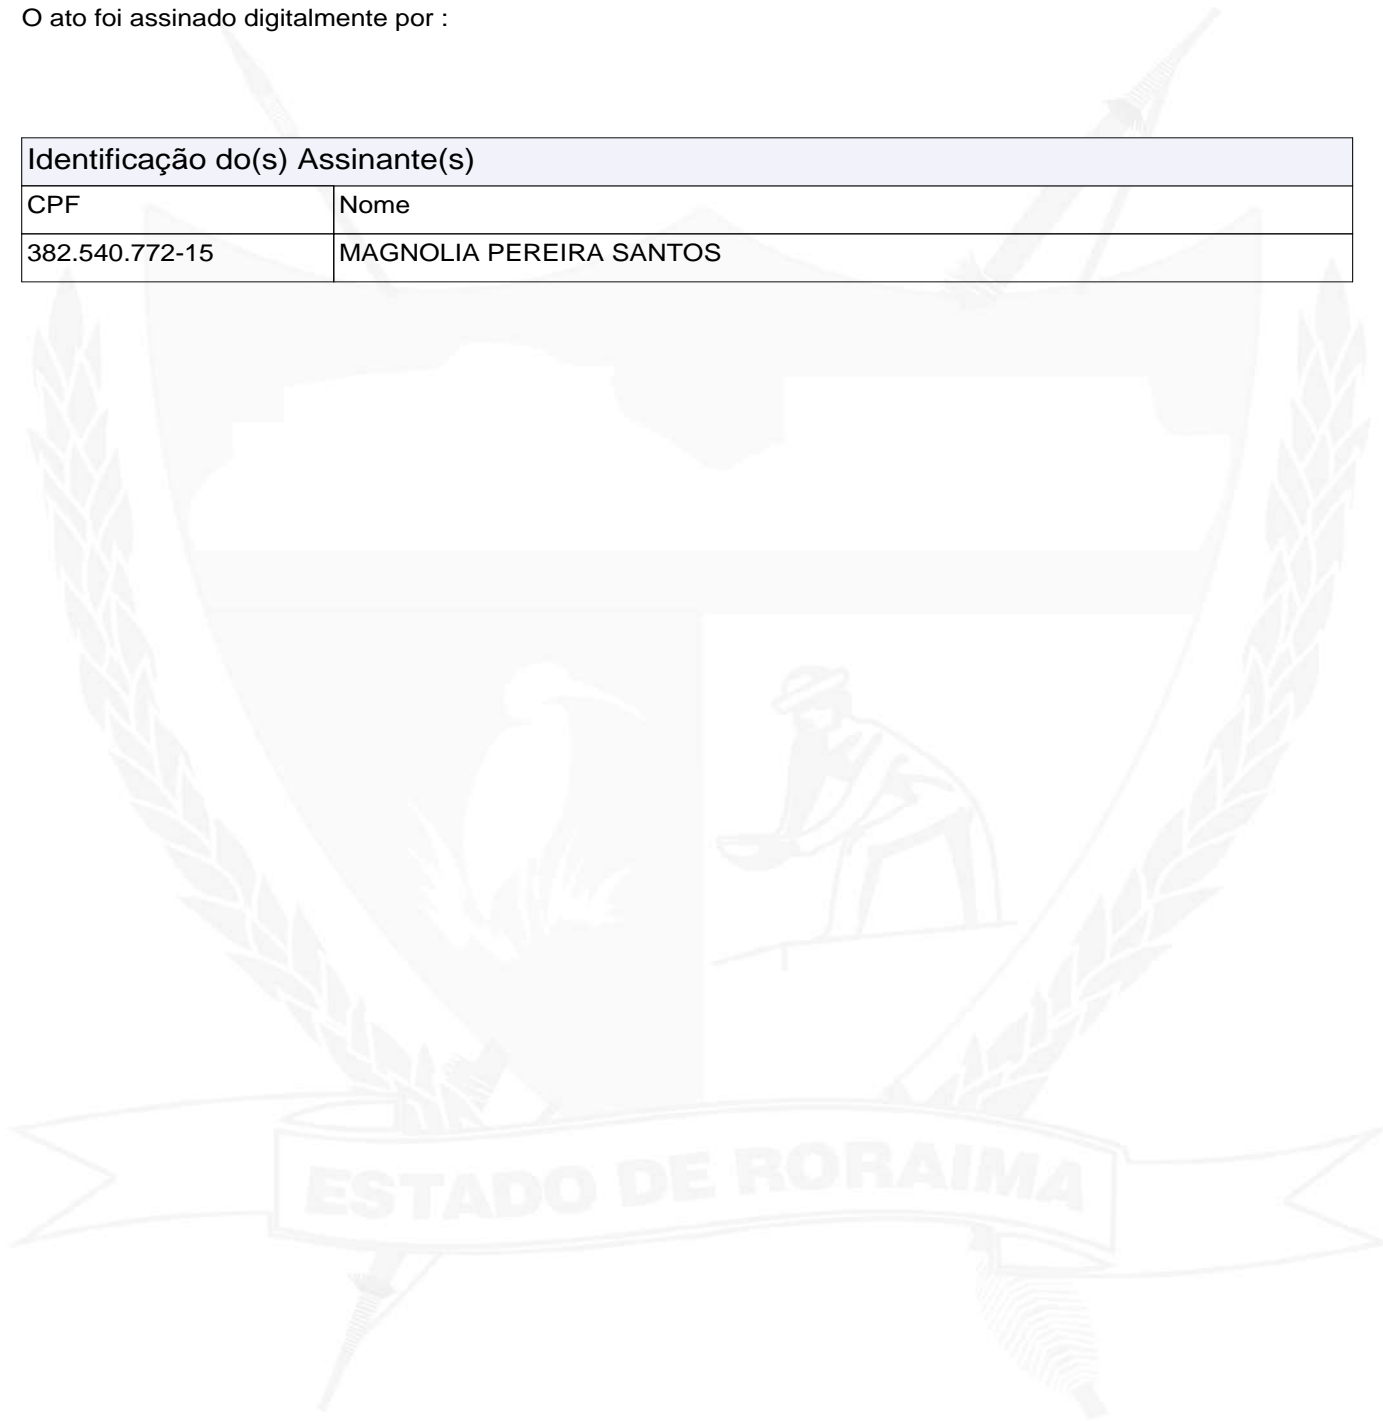 O ato foi assinado digitalmente por :
Identificação do(s) Assinante(s)
CPF Nome
382.540.772-15 MAGNOLIA PEREIRA SANTOS
ESTADO DE RORAIMA